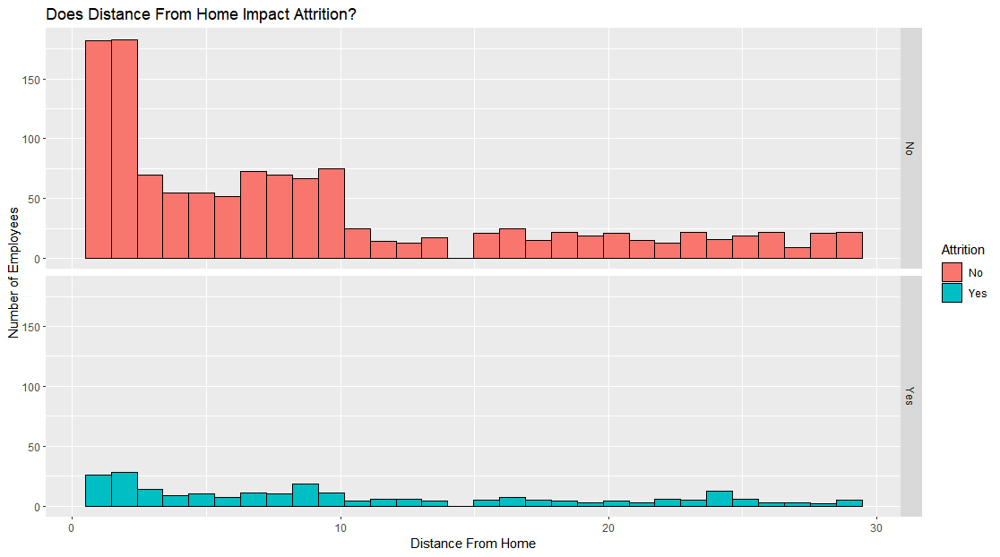 Does Distance From Home Impact Attrition?
Number of Employees
150
100
50
0
No
150
100
50
0
Yes
0
10
20
30
Distance From Home
Attrition
No
Yes